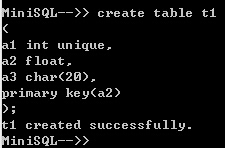 MiniSQL-->> create table t1
(
a1 int unique,
a2 float,
a3 char(20),
primary key(a2)
);
t1 created successfully.
MiniSQL-->>